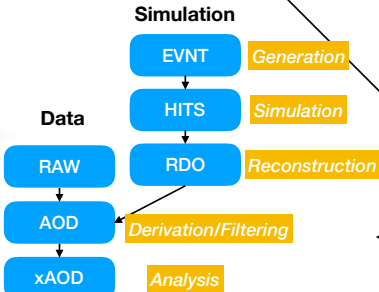 Simulation
EVNT
Generation
HITS
Simulation
Data
RAW
RDO
Reconstruction
AOD
Derivation/Filtering
xAOD
Analysis